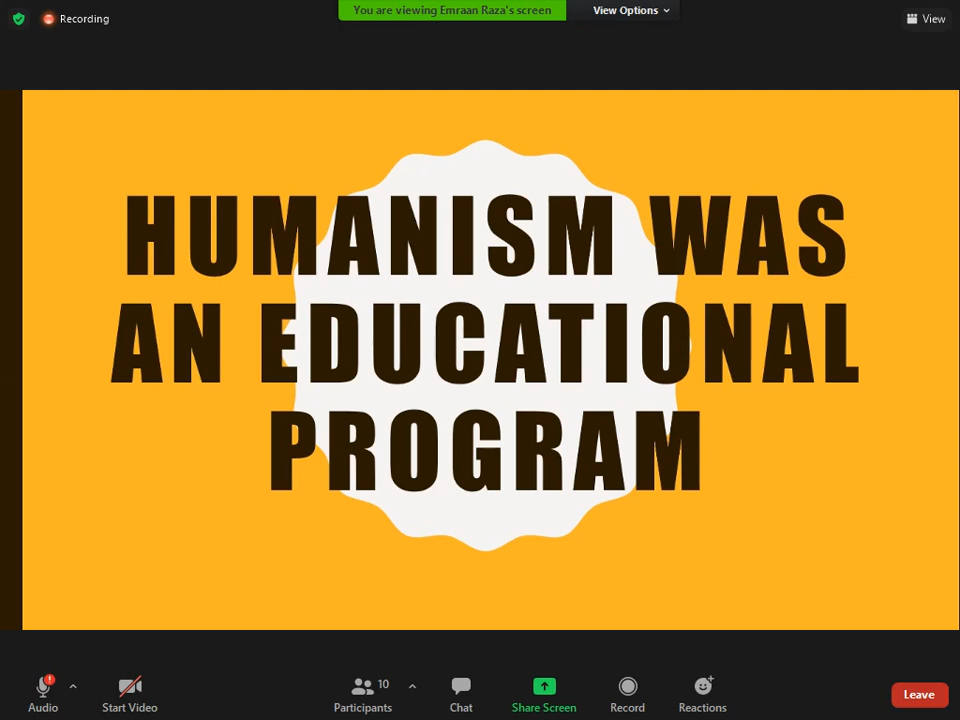 Recording
You are viewing Emraan Raza's screen
View Options
View
HUMANISM WAS
AN EDUCATIONAL
PROGRAM
Audio
Start Video
10
Participants
Chat
Share Screen
Record
Reactions
Leave